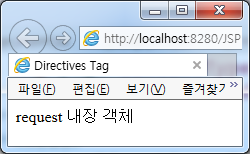 http://localhost:8280/JSP
Directives Tag
파일(F) 편집(E) 보기(V) 즐겨찾기
request 내장 객체